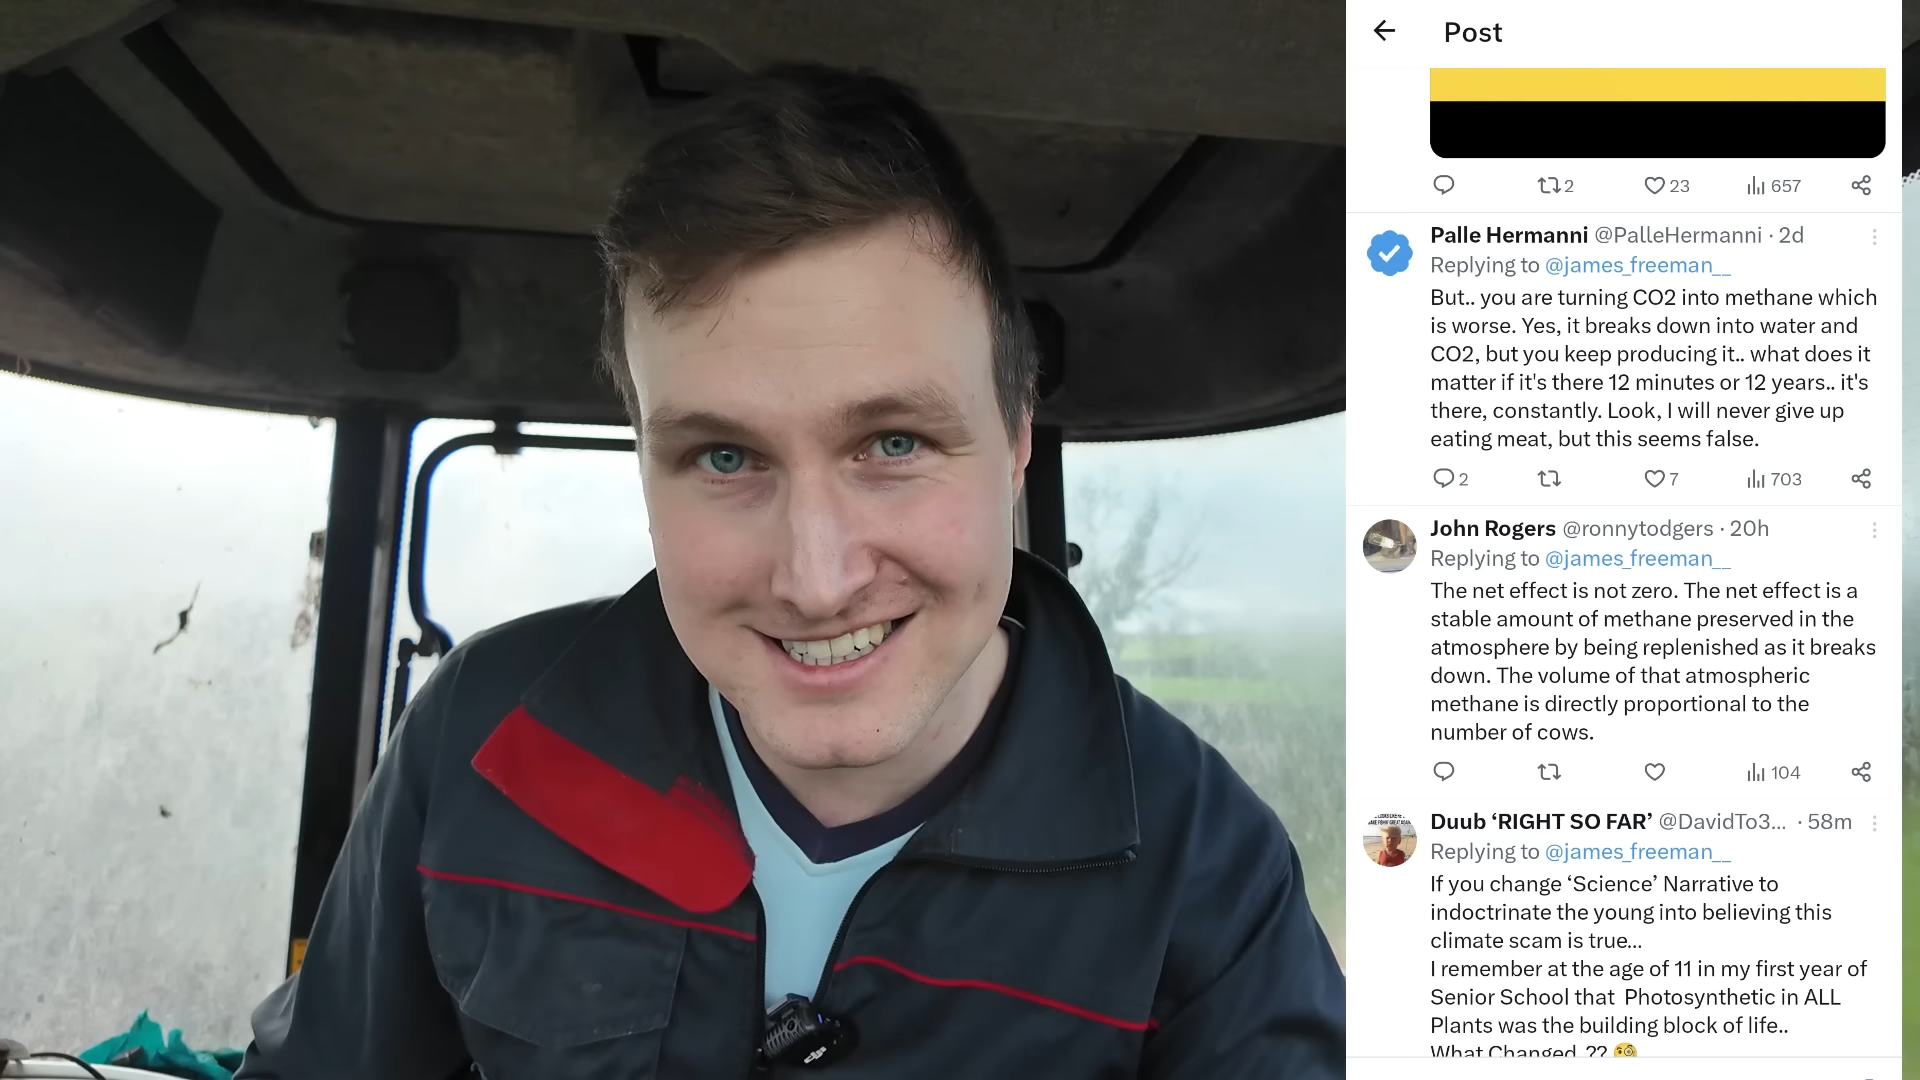 Post
2
23
657
Palle Hermanni @PalleHermanni · 2d
Replying to @james_freeman__
But.. you are turning CO2 into methane which
is worse. Yes, it breaks down into water and
CO2, but you keep producing it.. what does it
matter if it's there 12 minutes or 12 years.. it's
there, constantly. Look, I will never give up
eating meat, but this seems false.
2
7
703
John Rogers @ronnytodgers · 20h
Replying to @james_freeman__
The net effect is not zero. The net effect is a
stable amount of methane preserved in the
atmosphere by being replenished as it breaks
down. The volume of that atmospheric
methane is directly proportional to the
number of cows.
104
Duub ‘RIGHT SO FAR’ @DavidTo3... · 58m
Replying to @james_freeman__
If you change ‘Science’ Narrative to
indoctrinate the young into believing this
climate scam is true...
I remember at the age of 11 in my first year of
Senior School that  Photosynthetic in ALL
Plants was the building block of life..
What Changed  ?? 🧐
dji